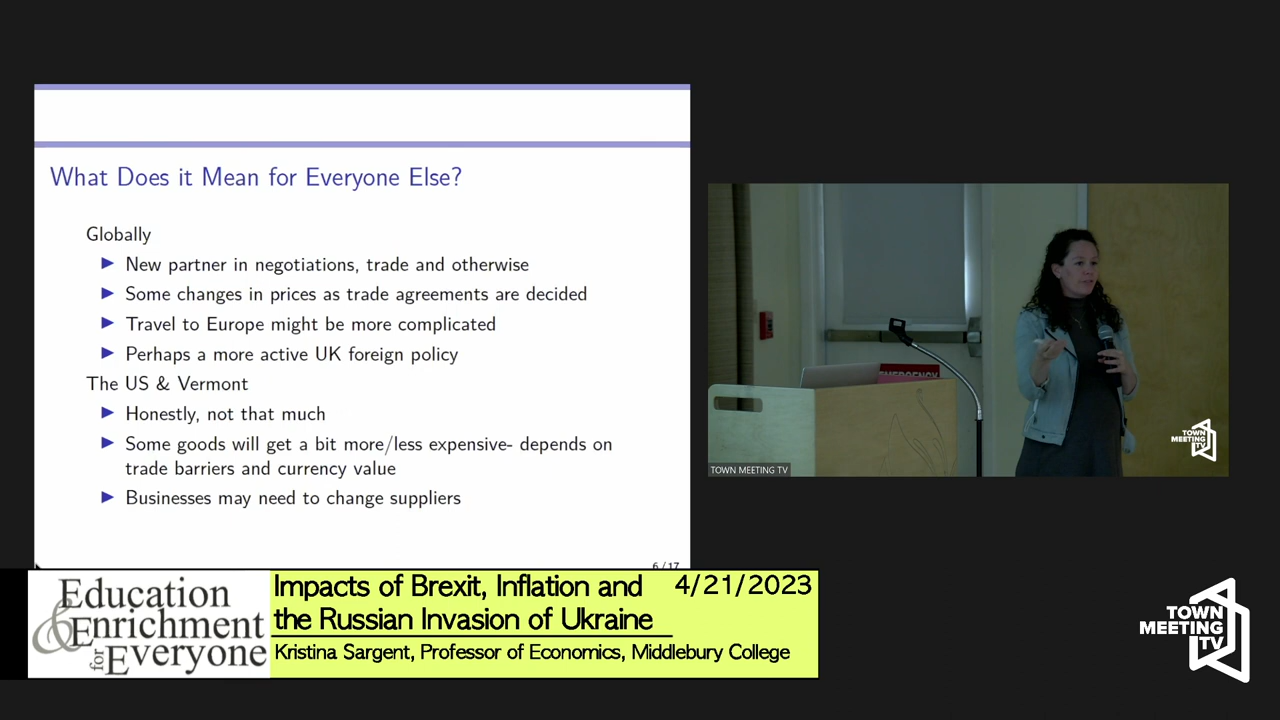 What Does it Mean for Everyone Else?
Globally
New partner in negotiations, trade and otherwise
Some changes in prices as trade agreements are decided
Travel to Europe might be more complicated
Perhaps a more active UK foreign policy
The US & Vermont
Honestly, not that much
Some goods will get a bit more/less expensive- depends on
trade barriers and currency value
Businesses may need to change suppliers
6 / 17
EMERGENCY
TOWN
MEETING
TV
TOWN MEETING TV
Education
& Enrichment
for Everyone
Impacts of Brexit, Inflation and
the Russian Invasion of Ukraine
4/21/2023
Kristina Sargent, Professor of Economics, Middlebury College
TOWN
MEETING
TV